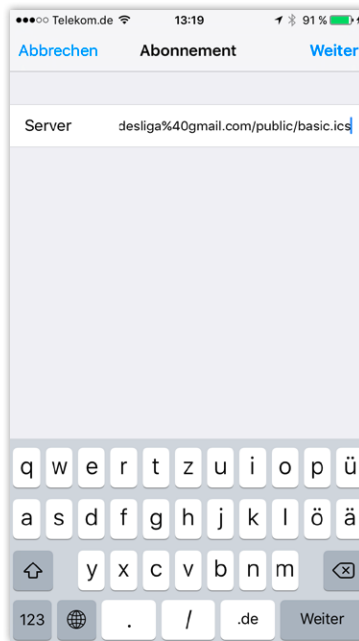 Telekom.de 13:19 91 %
Abbrechen Abonnement Weiter
Server desliga%40gmail.com/public/basic.ics
q w e r t z u i o p ü
a s d f g h j k l ö ä
y x c v b n m
123 . / .de Weiter